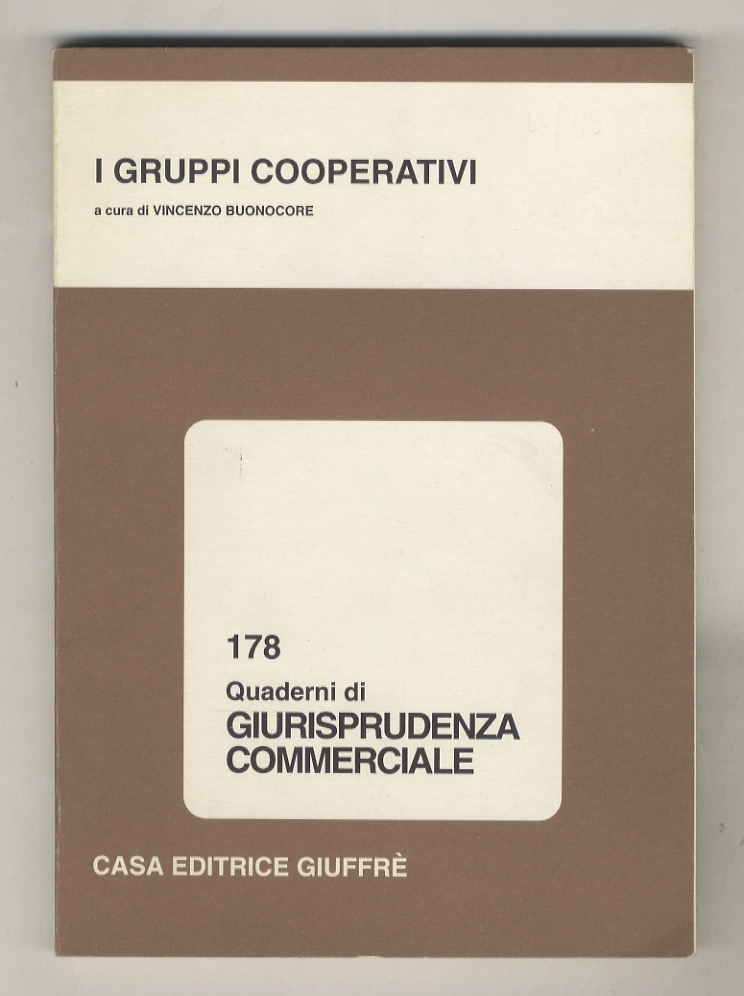 I GRUPPI COOPERATIVI
a cura di VINCENZO BUONOCORE
178
Quaderni di
GIURISPRUDENZA
COMMERCIALE
CASA EDITRICE GIUFFRÈ